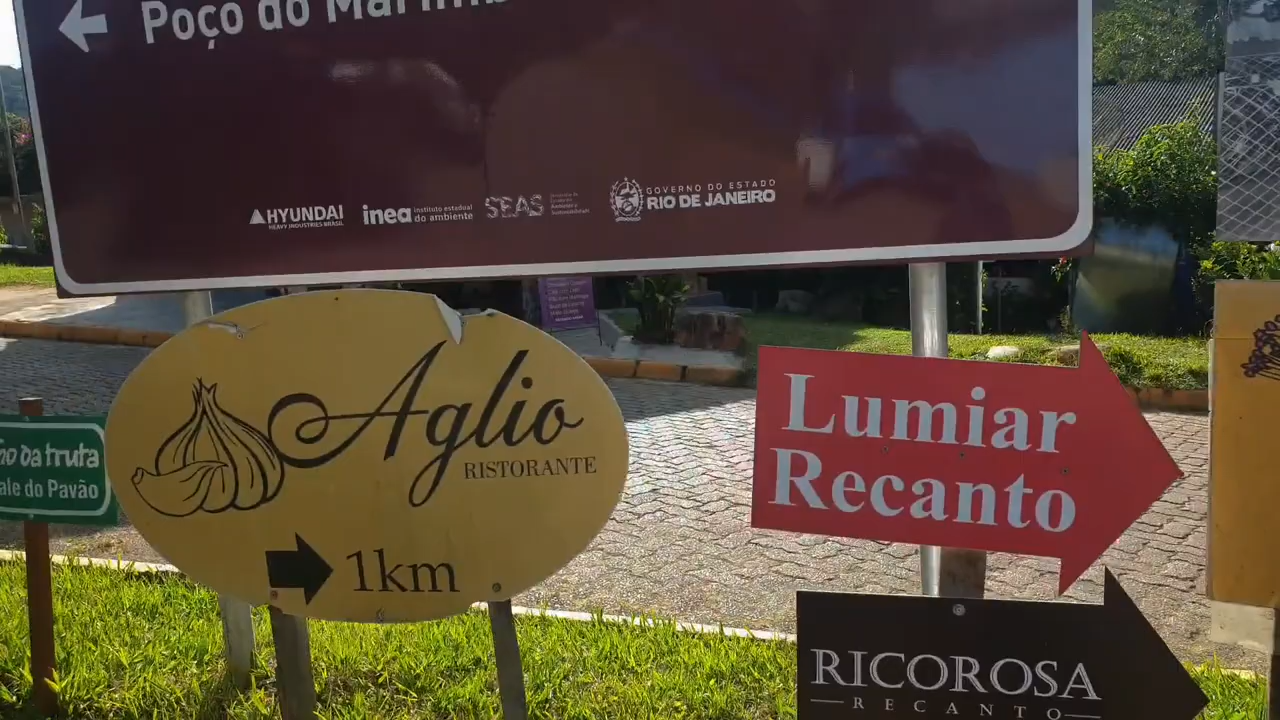 Poço do
HYUNDAI
HEAVY INDUSTRIES BRASIL
inea instituto estadual
do ambiente
SEAS
GOVERNO DO ESTADO
RIO DE JANEIRO
da truta
ale do Pavão
Aglio
RISTORANTE
1km
Lumiar
Recanto
RICOROSA
RECANTO